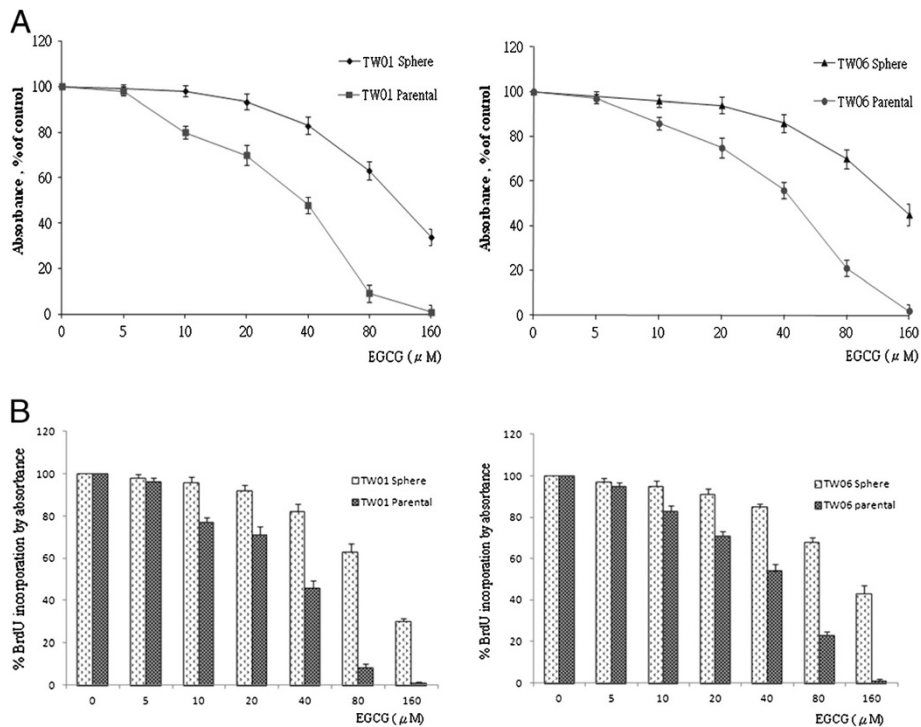 A
120
100
80
60
40
20
0
Absorbance , % of control
TW01 Sphere
TW01 Parental
0 5 10 20 40 80 160
EGCG ( μ M)
120
100
80
60
40
20
0
Absorbance , % of control
TW06 Sphere
TW06 Parental
0 5 10 20 40 80 160
EGCG ( μ M)
B
120
100
80
60
40
20
0
% BrdU incorporation by absorbance
TW01 Sphere
TW01 Parental
0 5 10 20 40 80 160
EGCG ( μ M)
120
100
80
60
40
20
0
% BrdU incorporation by absorbance
TW06 Sphere
TW06 parental
0 5 10 20 40 80 160
EGCG ( μ M)